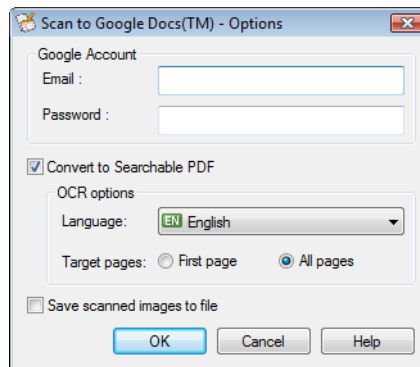 Scan to Google Docs(TM) - Options
Google Account
Email :
Password :
Convert to Searchable PDF
OCR options
Language: EN English
Target pages: First page All pages
Save scanned images to file
OK Cancel Help